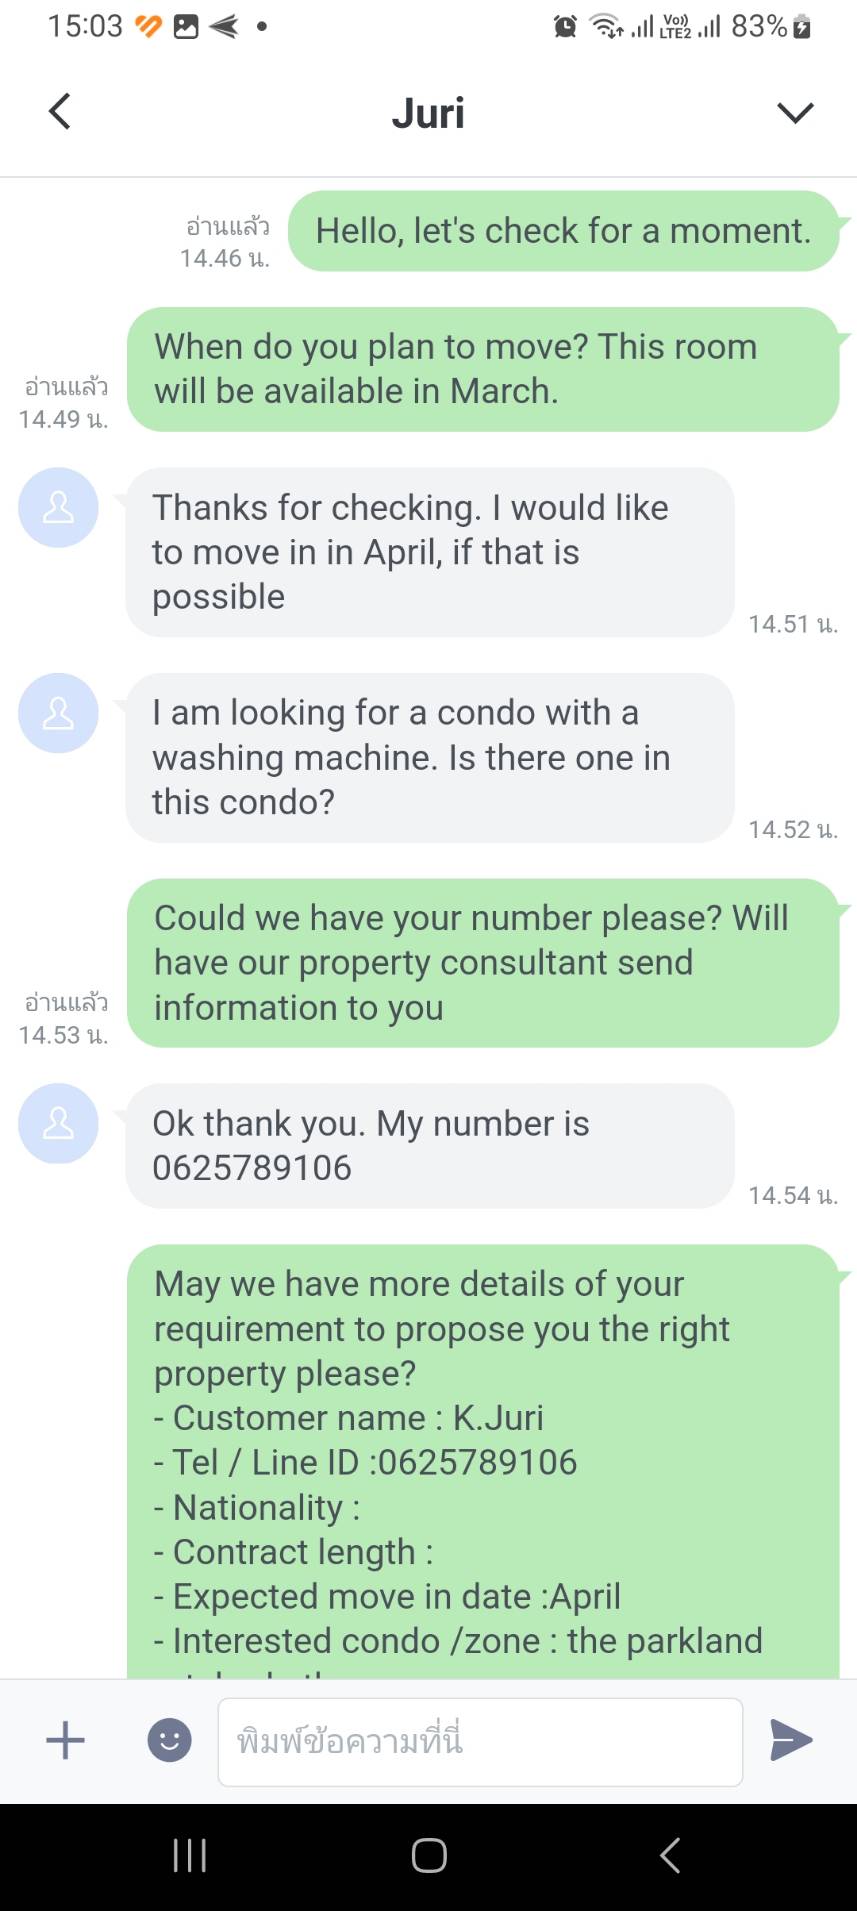 15:03
Vo))
LTE2
83%
Juri
Hello, let's check for a moment.
อ่านแล้ว
14.46 น.
When do you plan to move? This room
will be available in March.
อ่านแล้ว
14.49 น.
Thanks for checking. I would like
to move in in April, if that is
possible
14.51 น.
I am looking for a condo with a
washing machine. Is there one in
this condo?
14.52 น.
Could we have your number please? Will
have our property consultant send
information to you
อ่านแล้ว
14.53 น.
Ok thank you. My number is
0625789106
14.54 น.
May we have more details of your
requirement to propose you the right
property please?
- Customer name : K.Juri
- Tel / Line ID :0625789106
- Nationality :
- Contract length :
- Expected move in date :April
- Interested condo /zone : the parkland
พิมพ์ข้อความที่นี่